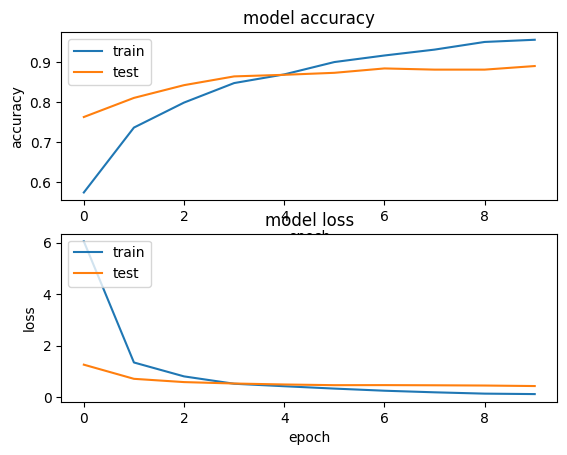 model accuracy
train
test
accuracy
0.9
0.8
0.7
0.6
0 2 4 6 8
epoch
model loss
train
test
loss
6
4
2
0
0 2 4 6 8
epoch